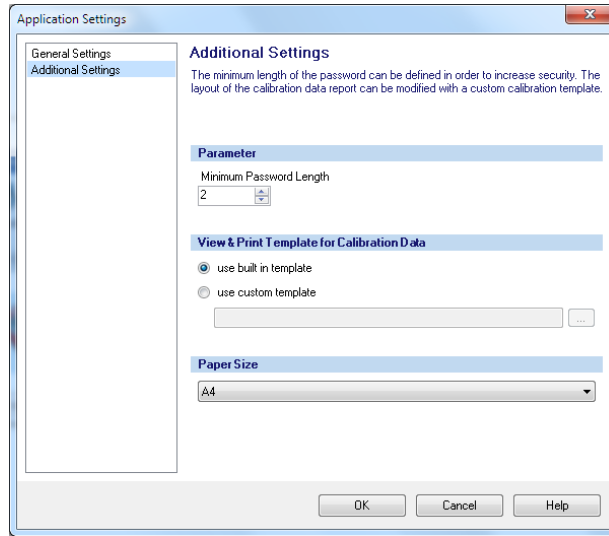 Application Settings
General Settings
Additional Settings
Additional Settings
The minimum length of the password can be defined in order to increase security. The
layout of the calibration data report can be modified with a custom calibration template.
Parameter
Minimum Password Length
2
View & Print Template for Calibration Data
use built in template
use custom template
...
Paper Size
A4
OK
Cancel
Help